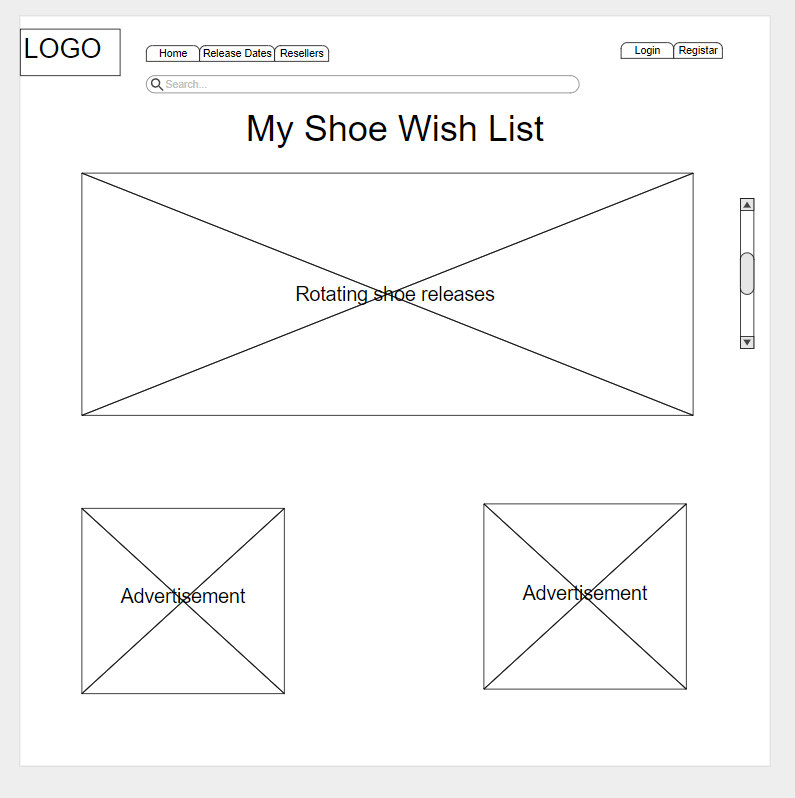 LOGO
Home Release Dates Resellers
Login Registar
Search...
My Shoe Wish List
Rotating shoe releases
Advertisement
Advertisement